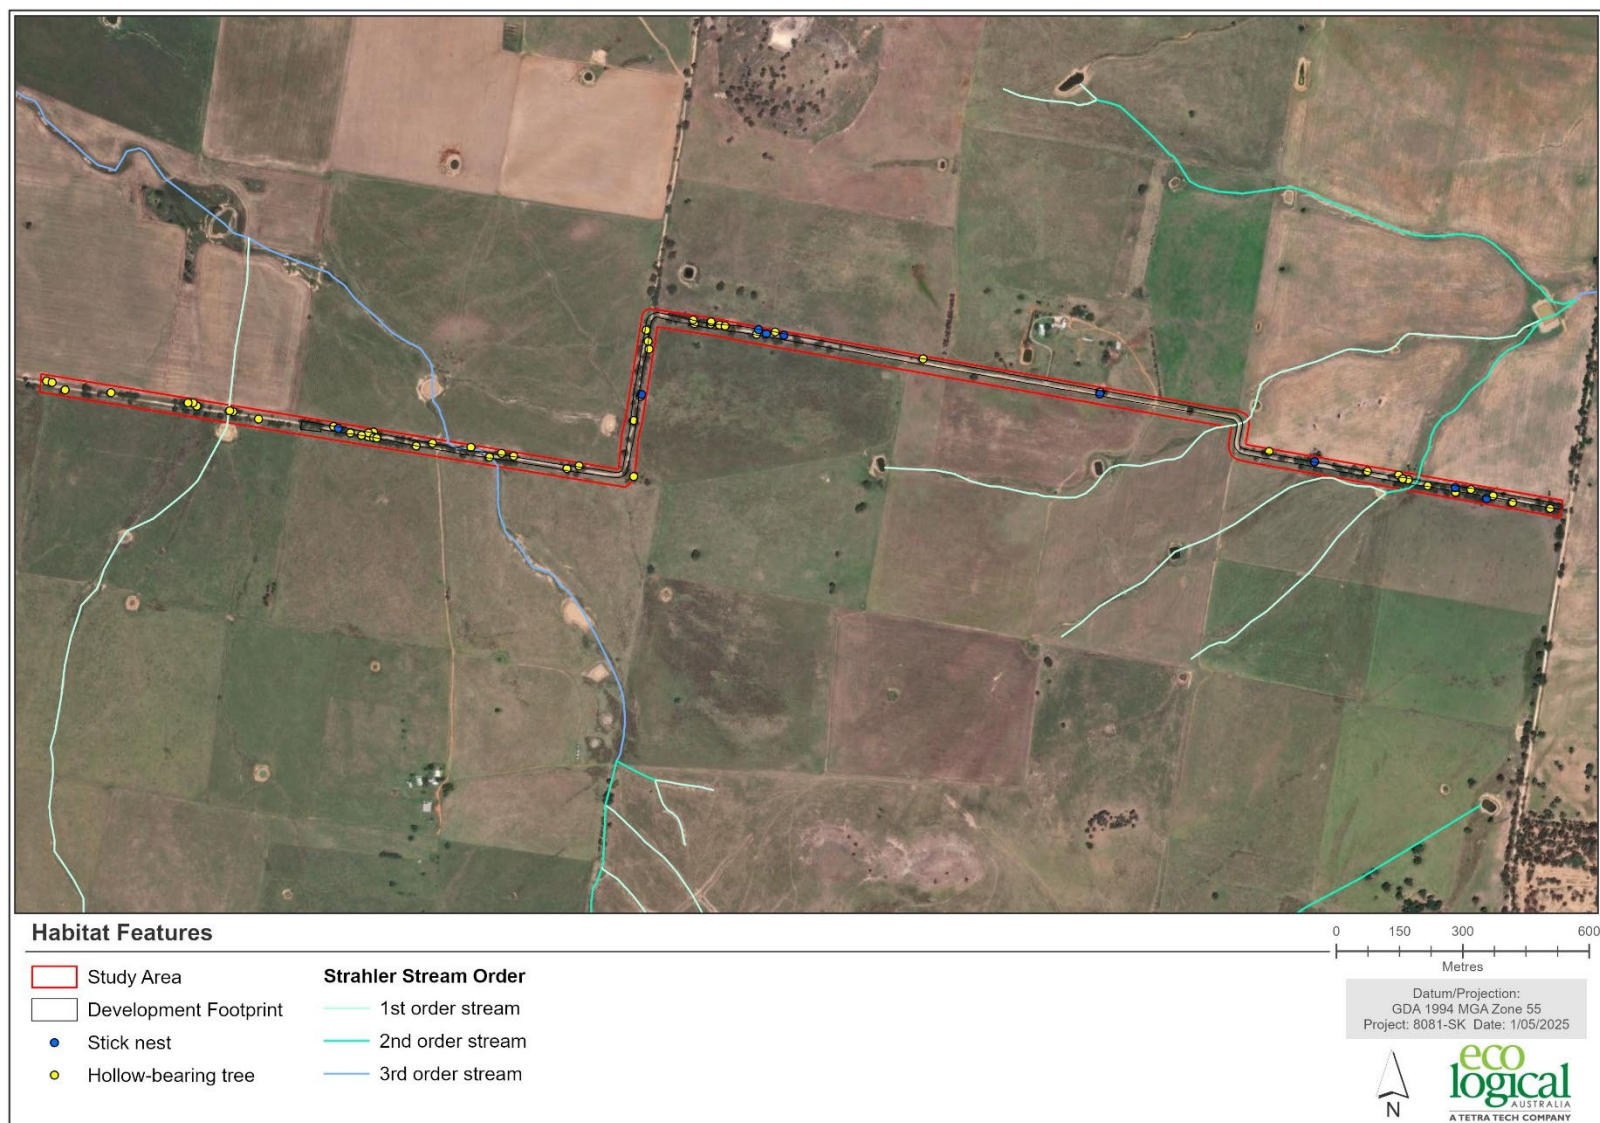 Habitat Features
Study Area
Development Footprint
Stick nest
Hollow-bearing tree
Strahler Stream Order
1st order stream
2nd order stream
3rd order stream
0 150 300 600
Metres
Datum/Projection:
GDA 1994 MGA Zone 55
Project: 8081-SK Date: 1/05/2025
N
eco
logical
AUSTRALIA
A TETRA TECH COMPANY